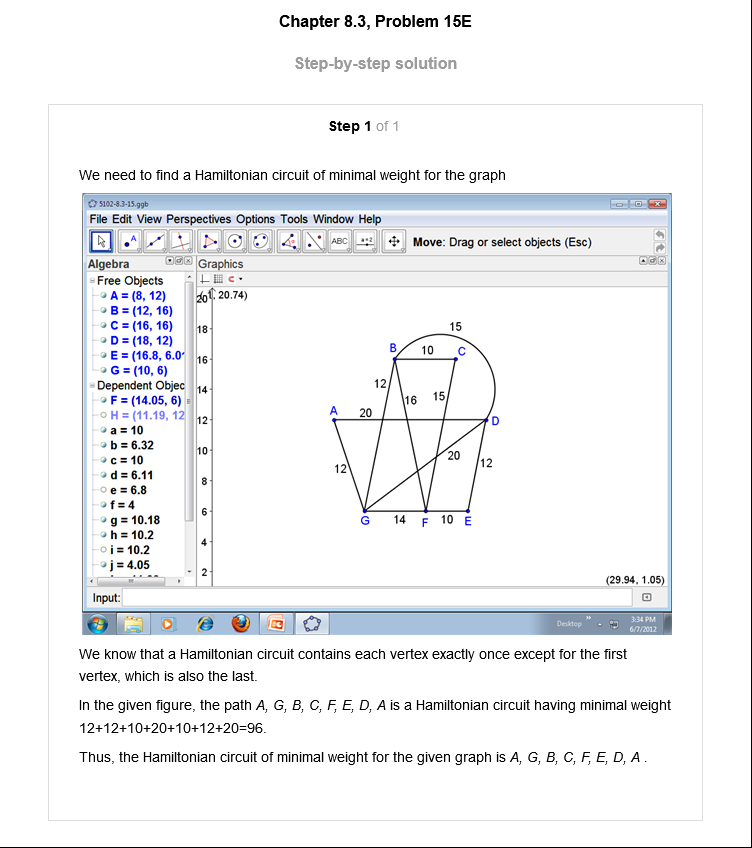 Chapter 8.3, Problem 15E
Step-by-step solution
Step 1 of 1
We need to find a Hamiltonian circuit of minimal weight for the graph
5102-8.3-15.ggb
File Edit View Perspectives Options Tools Window Help
ABC
a=2
Move: Drag or select objects (Esc)
Algebra
Graphics
Free Objects
A = (8, 12)
B = (12, 16)
C = (16, 16)
D = (18, 12)
E = (16.8, 6.0
G = (10, 6)
Dependent Objec
F = (14.05, 6)
H = (11.19, 12
a = 10
b = 6.32
c = 10
d = 6.11
e = 6.8
f = 4
g = 10.18
h = 10.2
i = 10.2
j = 4.05
20.74)
20
18
16
14
12
10
8
6
4
2
15
B 10 C
12 16 15
A 20 D
12 20 12
G 14 F 10 E
(29.94, 1.05)
Input:
Desktop
3:34 PM
6/7/2012
We know that a Hamiltonian circuit contains each vertex exactly once except for the first
vertex, which is also the last.
In the given figure, the path A, G, B, C, F, E, D, A is a Hamiltonian circuit having minimal weight
12+12+10+20+10+12+20=96.
Thus, the Hamiltonian circuit of minimal weight for the given graph is A, G, B, C, F, E, D, A .